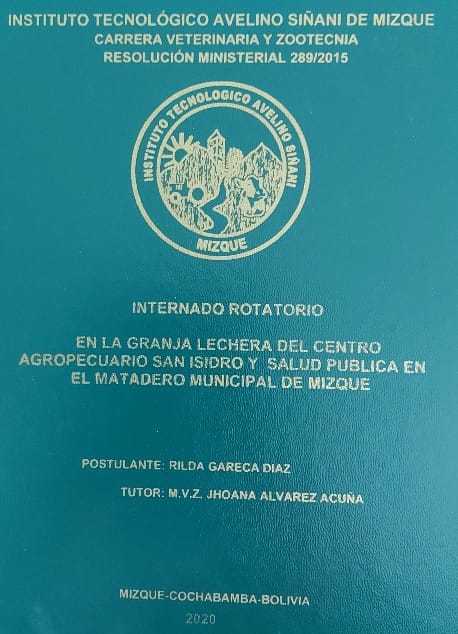 INSTITUTO TECNOLÓGICO AVELINO SIÑANI DE MIZQUE
CARRERA VETERINARIA Y ZOOTECNIA
RESOLUCIÓN MINISTERIAL 289/2015
INSTITUTO TECNOLOGICO AVELINO SIÑANI
MIZQUE
INTERNADO ROTATORIO
EN LA GRANJA LECHERA DEL CENTRO
AGROPECUARIO SAN ISIDRO Y SALUD PUBLICA EN
EL MATADERO MUNICIPAL DE MIZQUE
POSTULANTE: RILDA GARECA DIAZ
TUTOR: M.V.Z. JHOANA ALVAREZ ACUÑA
MIZQUE-COCHABAMBA-BOLIVIA
2020